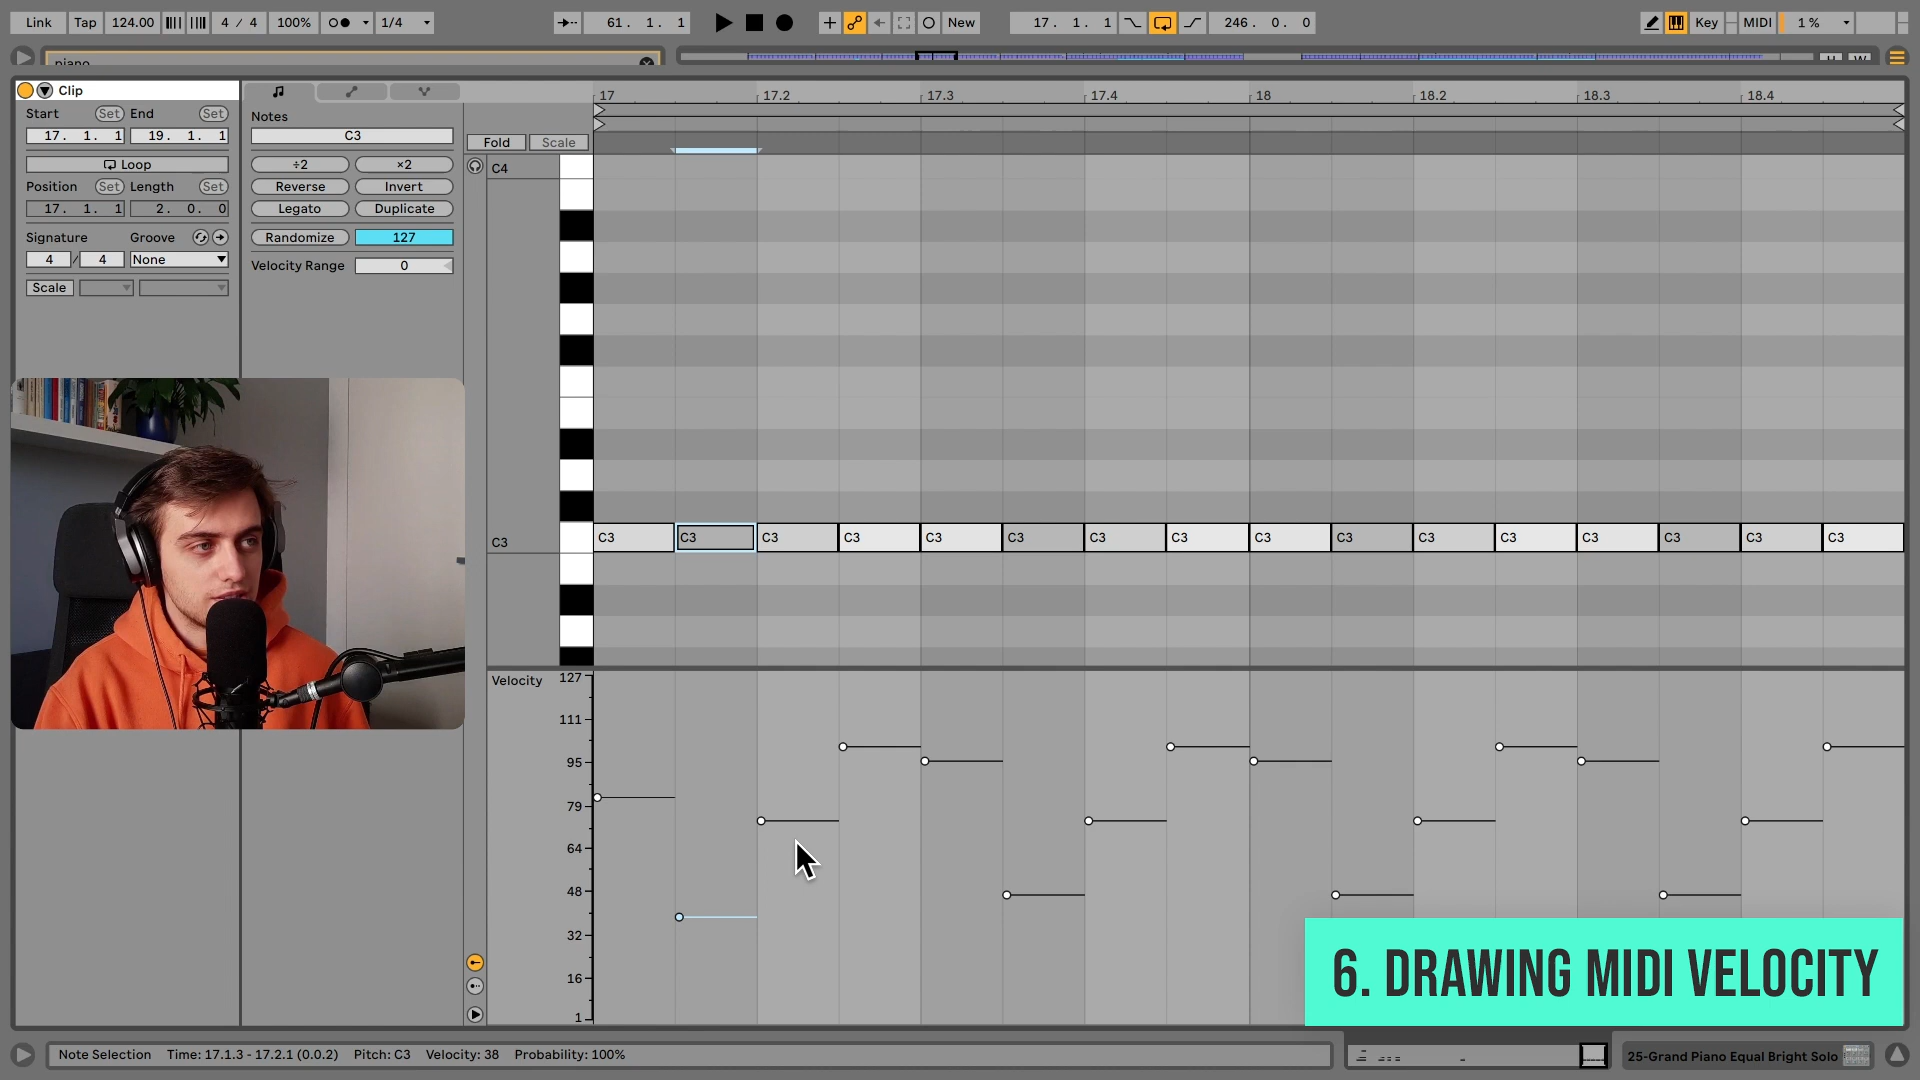 Link Tap 124.00 4 / 4 100% 1/4 61. 1. 1 New 17. 1. 1 246. 0. 0 Key MIDI 1 %
piano H W
Clip
17 17.2 17.3 17.4 18 18.2 18.3 18.4
Start Set End Set
Notes
17. 1. 1 19. 1. 1
C3
Fold Scale
Loop
÷2 ×2
C4
Position Set Length Set
Reverse Invert
17. 1. 1 2. 0. 0
Legato Duplicate
Signature Groove
Randomize 127
4 / 4 None
Velocity Range 0
Scale
C3 C3 C3 C3 C3 C3 C3 C3 C3 C3 C3 C3 C3 C3 C3 C3 C3
Velocity 127
111
95
79
64
48
32
16
1
6. DRAWING MIDI VELOCITY
Note Selection Time: 17.1.3 - 17.2.1 (0.0.2) Pitch: C3 Velocity: 38 Probability: 100%
25-Grand Piano Equal Bright Solo